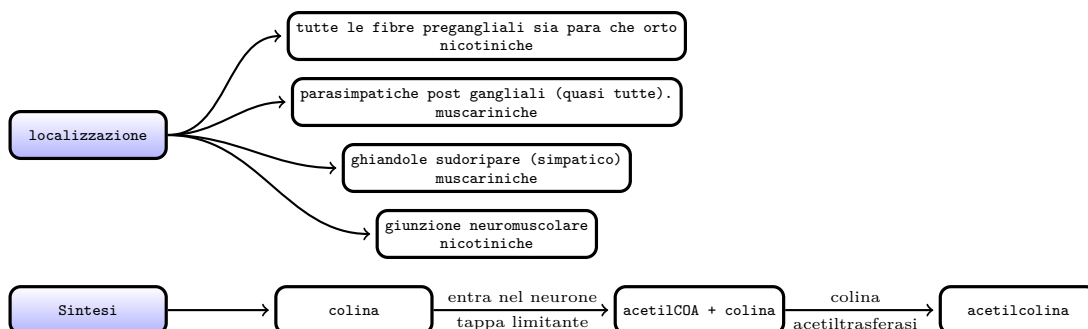 tutte le fibre pregangliali sia para che orto
nicotiniche
parasimpatiche post gangliali (quasi tutte).
muscariniche
localizzazione
ghiandole sudoripare (simpatico)
muscariniche
giunzione neuromuscolare
nicotiniche
Sintesi
colina
entra nel neurone
tappa limitante
acetilCOA + colina
colina
acetiltrasferasi
acetilcolina